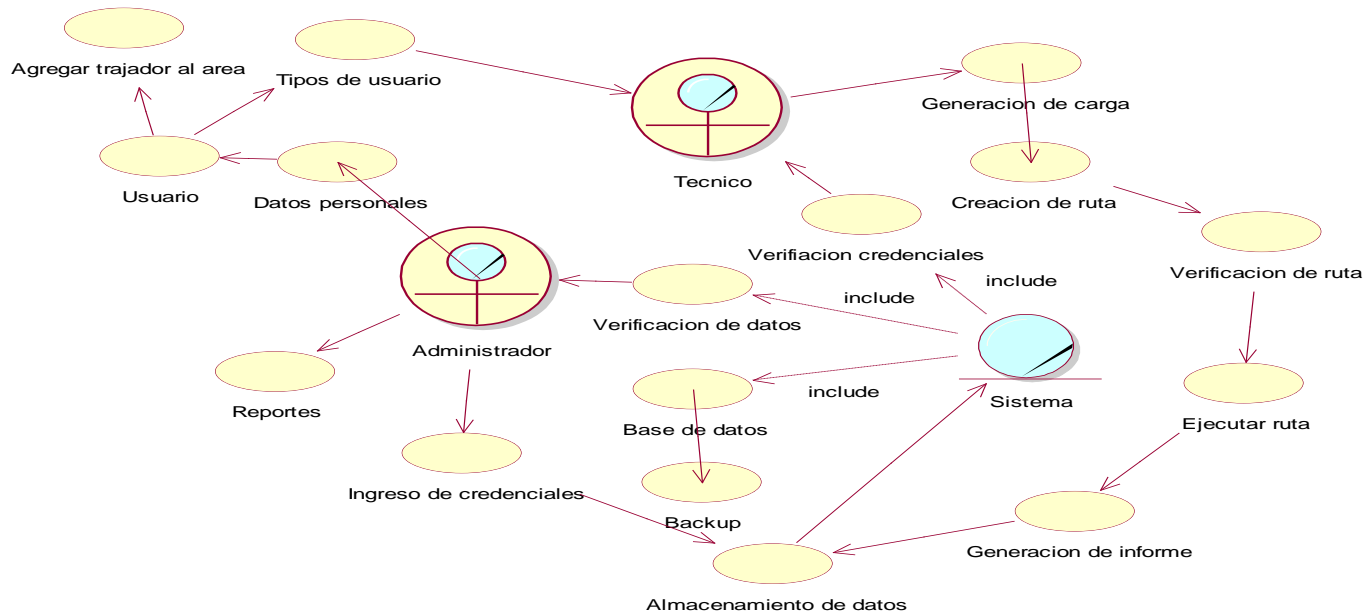 Agregar trajador al area
Tipos de usuario
Generacion de carga
Tecnico
Usuario
Datos personales
Creacion de ruta
Verifiacion credenciales
Verificacion de ruta
include
include
Verificacion de datos
Administrador
include
Sistema
Reportes
Base de datos
Ejecutar ruta
Ingreso de credenciales
Backup
Generacion de informe
Almacenamiento de datos